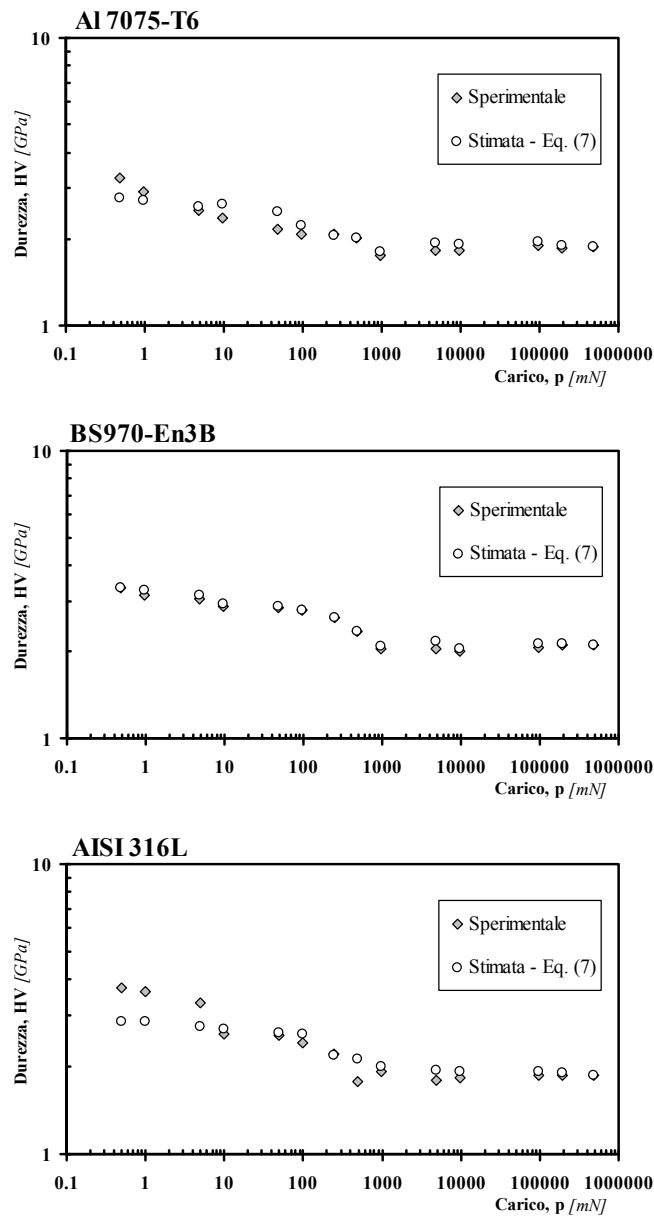 Al 7075-T6
10
Sperimentale
Stimata - Eq. (7)
Durezza, HV [GPa]
1
0.1 1 10 100 1000 10000 100000 1000000
Carico, p [mN]
BS970-En3B
10
Sperimentale
Stimata - Eq. (7)
Durezza, HV [GPa]
1
0.1 1 10 100 1000 10000 100000 1000000
Carico, p [mN]
AISI 316L
10
Sperimentale
Stimata - Eq. (7)
Durezza, HV [GPa]
1
0.1 1 10 100 1000 10000 100000 1000000
Carico, p [mN]